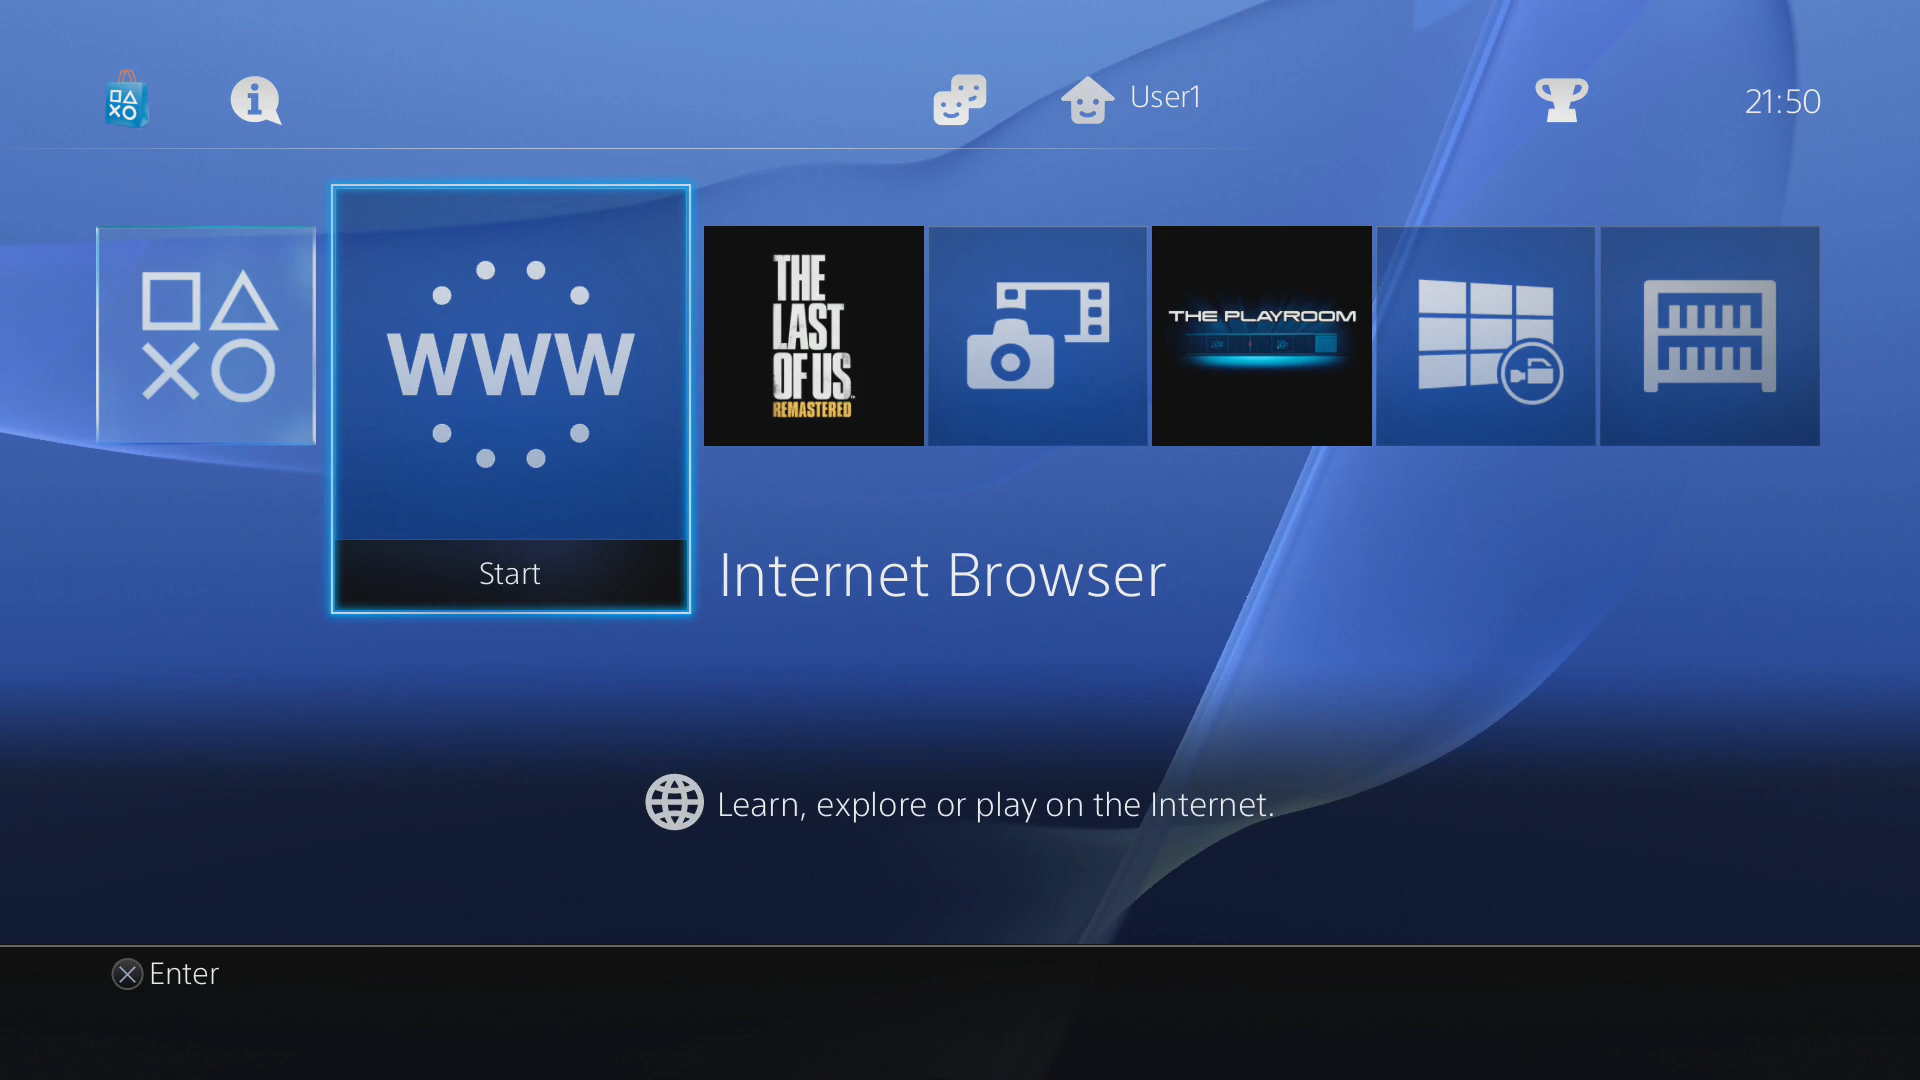 User1
21:50
WWW
THE
LAST
OF US
REMASTERED
THE PLAYROOM
Start
Internet Browser
Learn, explore or play on the Internet.
Enter